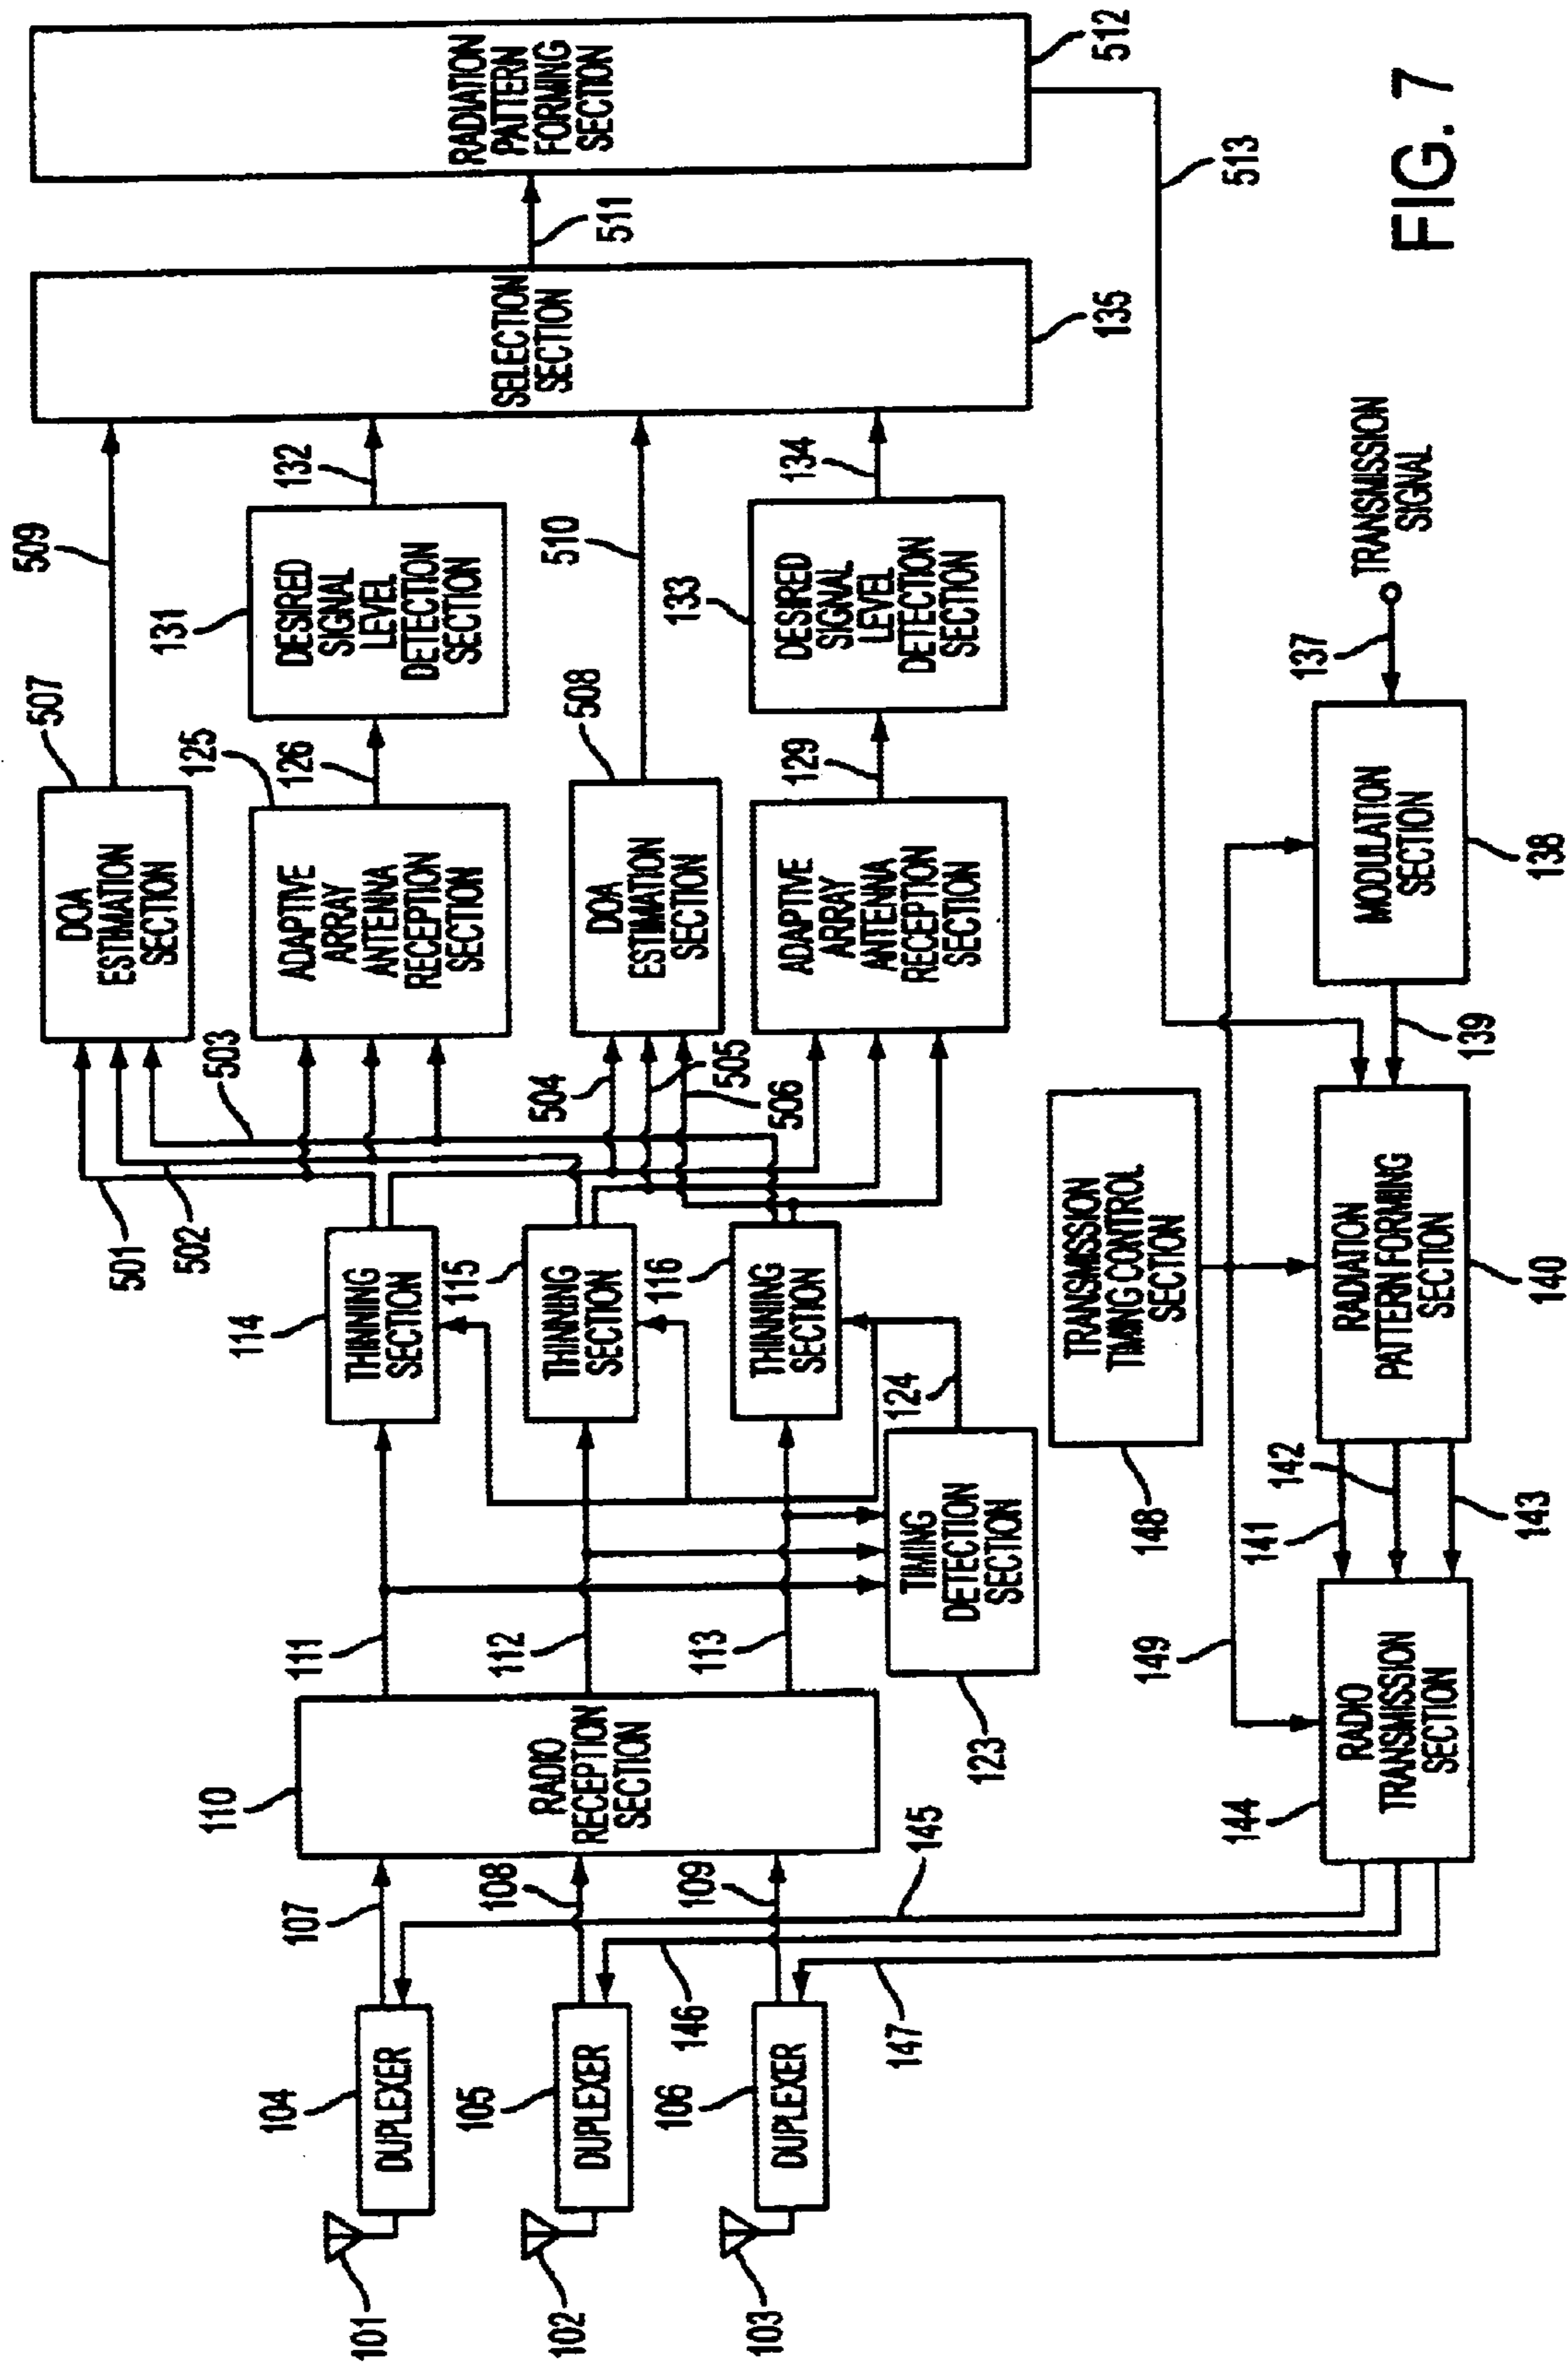 101
102
103
104
DUPLEXER
105
DUPLEXER
106
DUPLEXER
107
108
109
145
146
147
110
RADIO
RECEPTION
SECTION
111
112
113
TIMING
DETECTION
SECTION
123
124
114
THINNING
SECTION
115
THINNING
SECTION
116
THINNING
SECTION
501
502
503
504
505
506
507
DOA
ESTIMATION
SECTION
125
ADAPTIVE
ARRAY
ANTENNA
RECEPTION
SECTION
508
DOA
ESTIMATION
SECTION
ADAPTIVE
ARRAY
ANTENNA
RECEPTION
SECTION
126
129
509
131
DESIRED
SIGNAL
LEVEL
DETECTION
SECTION
132
510
133
DESIRED
SIGNAL
LEVEL
DETECTION
SECTION
134
SELECTION
SECTION
135
511
RADIATION
PATTERN
FORMING
SECTION
512
513
144
RADIO
TRANSMISSION
SECTION
149
141
142
143
148
TRANSMISSION
TIMING CONTROL
SECTION
RADIATION
PATTERN FORMING
SECTION
140
139
MODULATION
SECTION
138
137
TRANSMISSION
SIGNAL
FIG. 7